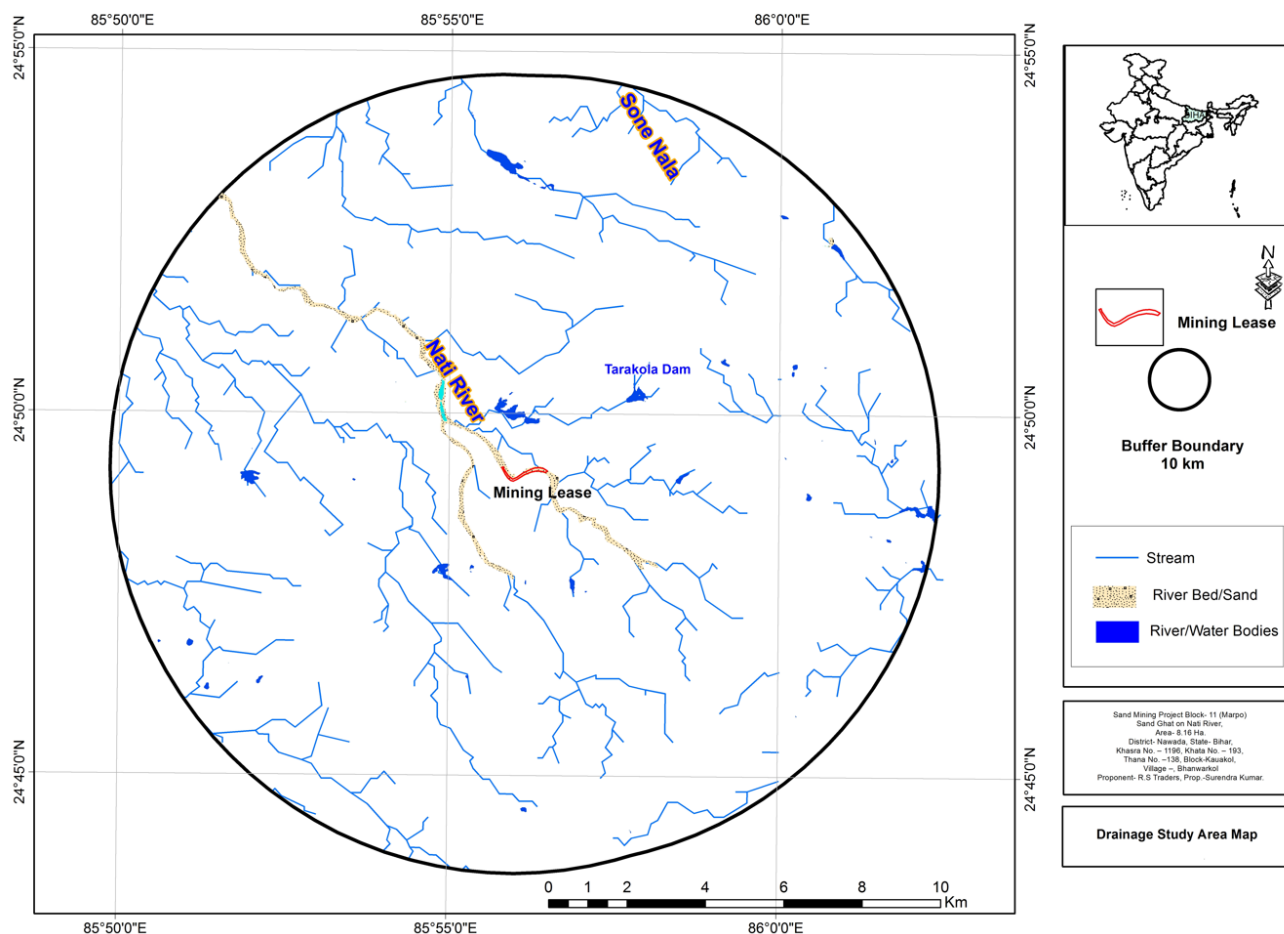 85°50'0"E
85°55'0"E
86°0'0"E
24°55'0"N
24°55'0"N
Sone Nala
Nati River
Tarakola Dam
24°50'0"N
24°50'0"N
Mining Lease
24°45'0"N
24°45'0"N
0 1 2 4 6 8 10
Km
85°50'0"E
85°55'0"E
86°0'0"E
N
Mining Lease
Buffer Boundary
10 km
Stream
River Bed/Sand
River/Water Bodies
Sand Mining Project Block- 11 (Marpo)
Sand Ghat on Nati River,
Area- 8.16 Ha.
District- Nawada, State- Bihar,
Khasra No. – 1196, Khata No. – 193,
Thana No. –138, Block-Kauakol,
Village –, Bhanwarkol
Proponent- R.S Traders, Prop.-Surendra Kumar.
Drainage Study Area Map